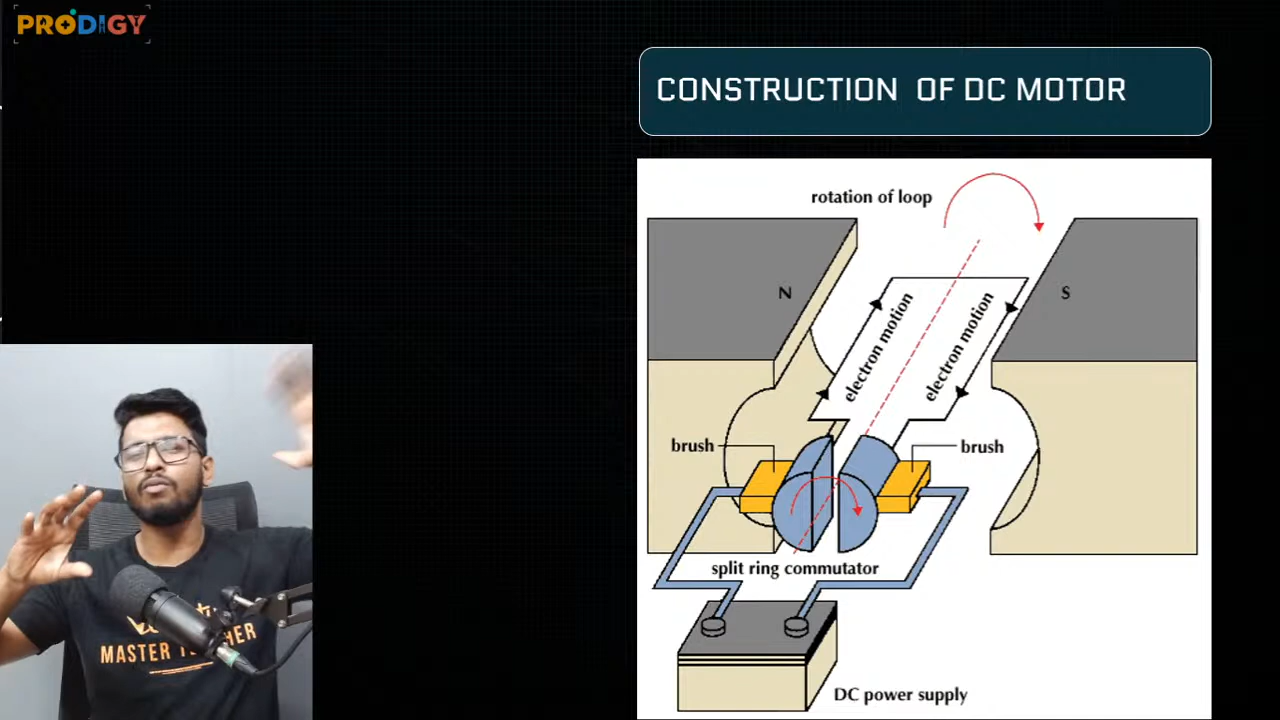 PRODIGY
CONSTRUCTION OF DC MOTOR
rotation of loop
N
S
electron motion
electron motion
brush
brush
split ring commutator
DC power supply
MASTER